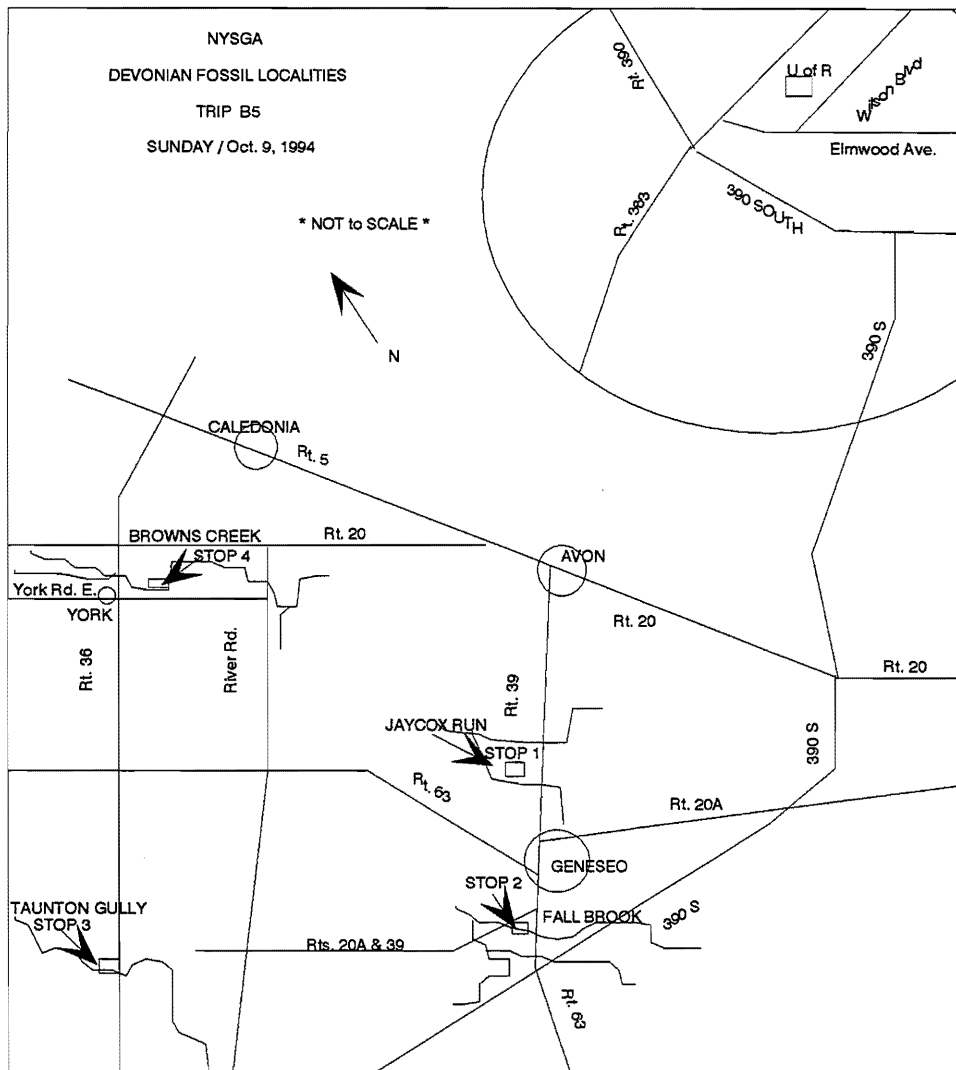 NYSGA
DEVONIAN FOSSIL LOCALITIES
TRIP B5
SUNDAY / Oct. 9, 1994
* NOT to SCALE *
N
Rt. 390
U of R
Wilson Blvd
Elmwood Ave.
Rt. 383
390 SOUTH
390 S
CALEDONIA
Rt. 5
BROWNS CREEK
Rt. 20
STOP 4
AVON
York Rd. E.
YORK
Rt. 20
Rt. 36
River Rd.
Rt. 39
Rt. 20
JAYCOX RUN
STOP 1
390 S
Rt. 63
Rt. 20A
GENESEO
STOP 2
TAUNTON GULLY
STOP 3
FALL BROOK
390 S
Rts. 20A & 39
Rt. 63